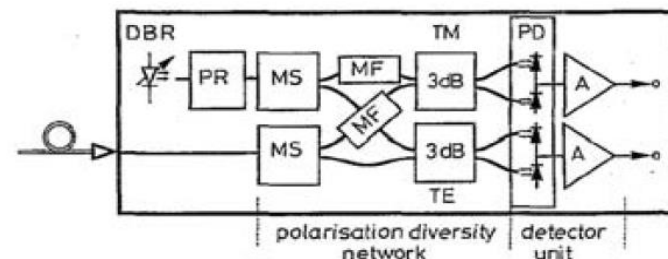 DBR
TM
PD
PR
MS
MF
3dB
A
MF
MS
3dB
A
TE
polarisation diversity
network
detector
unit